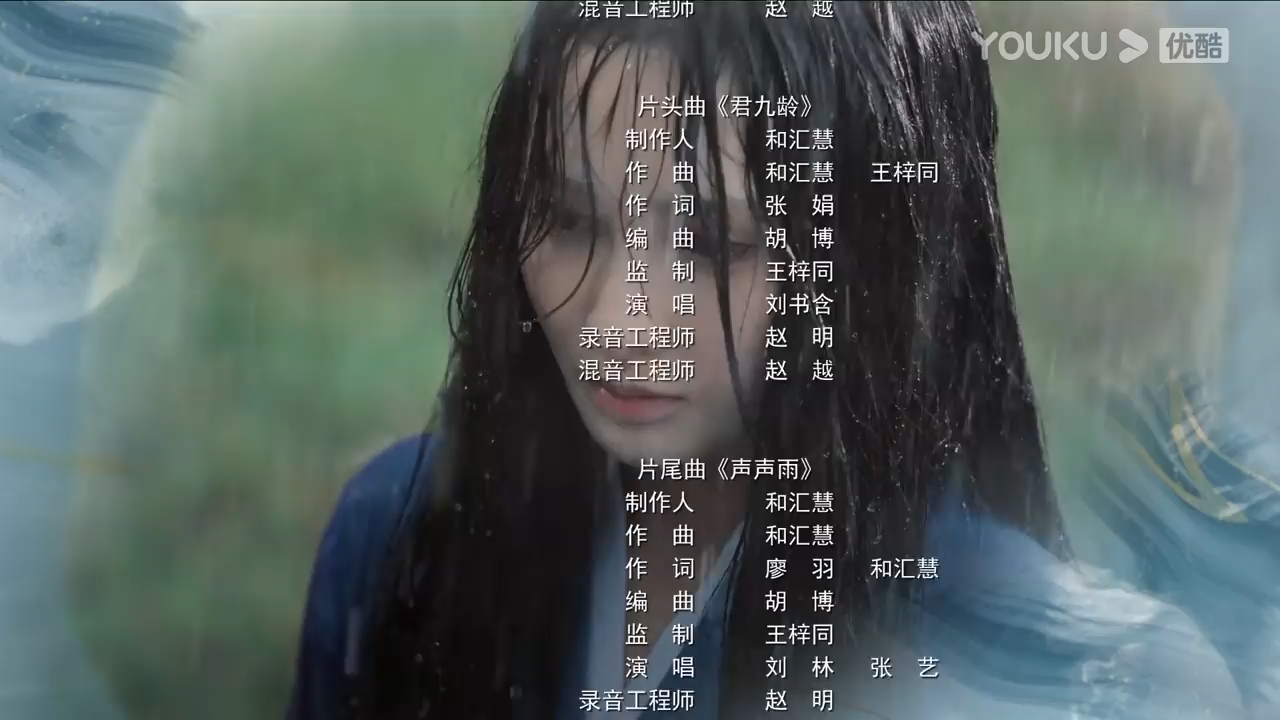 混音工程师 赵 越
YOUKU 优酷
片头曲《君九龄》
制作人 和汇慧
作 曲 和汇慧 王梓同
作 词 张 娟
编 曲 胡 博
监 制 王梓同
演 唱 刘书含
录音工程师 赵 明
混音工程师 赵 越
片尾曲《声声雨》
制作人 和汇慧
作 曲 和汇慧
作 词 廖 羽 和汇慧
编 曲 胡 博
监 制 王梓同
演 唱 刘 林 张 艺
录音工程师 赵 明